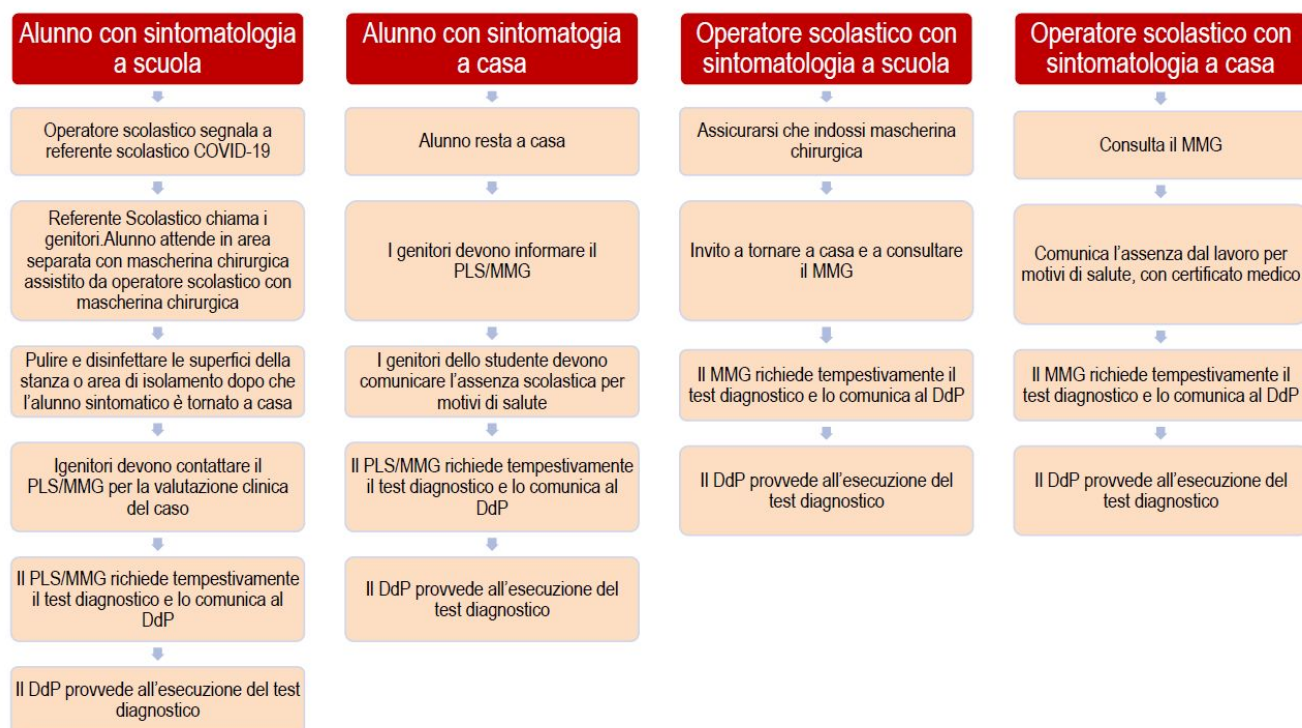 Alunno con sintomatologia
a scuola
Operatore scolastico segnala a
referente scolastico COVID-19
Referente Scolastico chiama i
genitori.Alunno attende in area
separata con mascherina chirurgica
assistito da operatore scolastico con
mascherina chirurgica
Pulire e disinfettare le superfici della
stanza o area di isolamento dopo che
l'alunno sintomatico è tornato a casa
Igenitori devono contattare il
PLS/MMG per la valutazione clinica
del caso
Il PLS/MMG richiede tempestivamente
il test diagnostico e lo comunica al
DdP
Il DdP provvede all'esecuzione del test
diagnostico
Alunno con sintomatogia
a casa
Alunno resta a casa
I genitori devono informare il
PLS/MMG
I genitori dello studente devono
comunicare l'assenza scolastica per
motivi di salute
Il PLS/MMG richiede tempestivamente
il test diagnostico e lo comunica al
DdP
Il DdP provvede all'esecuzione del
test diagnostico
Operatore scolastico con
sintomatologia a scuola
Assicurarsi che indossi mascherina
chirurgica
Invito a tornare a casa e a consultare
il MMG
Il MMG richiede tempestivamente il
test diagnostico e lo comunica al DdP
Il DdP provvede all'esecuzione del
test diagnostico
Operatore scolastico con
sintomatologia a casa
Consulta il MMG
Comunica l'assenza dal lavoro per
motivi di salute, con certificato medico
Il MMG richiede tempestivamente il
test diagnostico e lo comunica al DdP
Il DdP provvede all'esecuzione del
test diagnostico